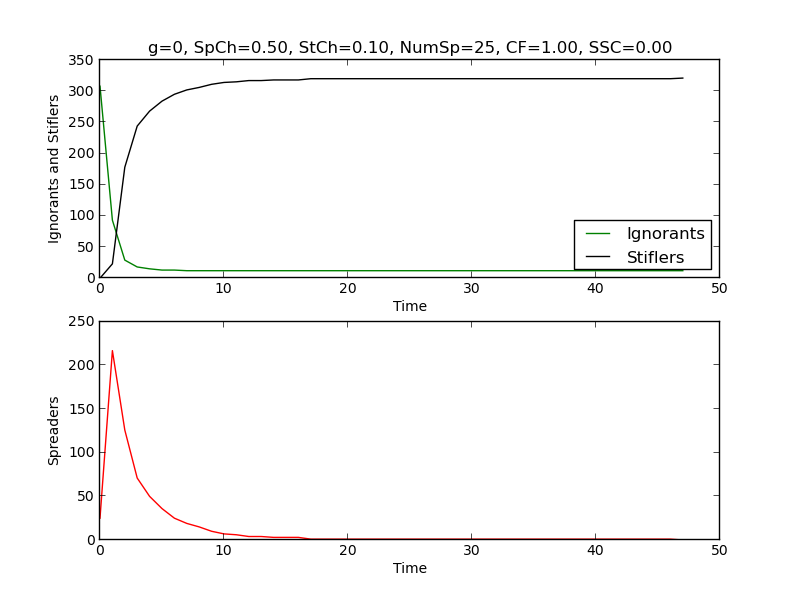 g=0, SpCh=0.50, StCh=0.10, NumSp=25, CF=1.00, SSC=0.00
350
300
250
200
150
100
50
0
Ignorants and Stiflers
Ignorants
Stiflers
0 10 20 30 40 50
Time
250
200
150
100
50
0
Spreaders
0 10 20 30 40 50
Time